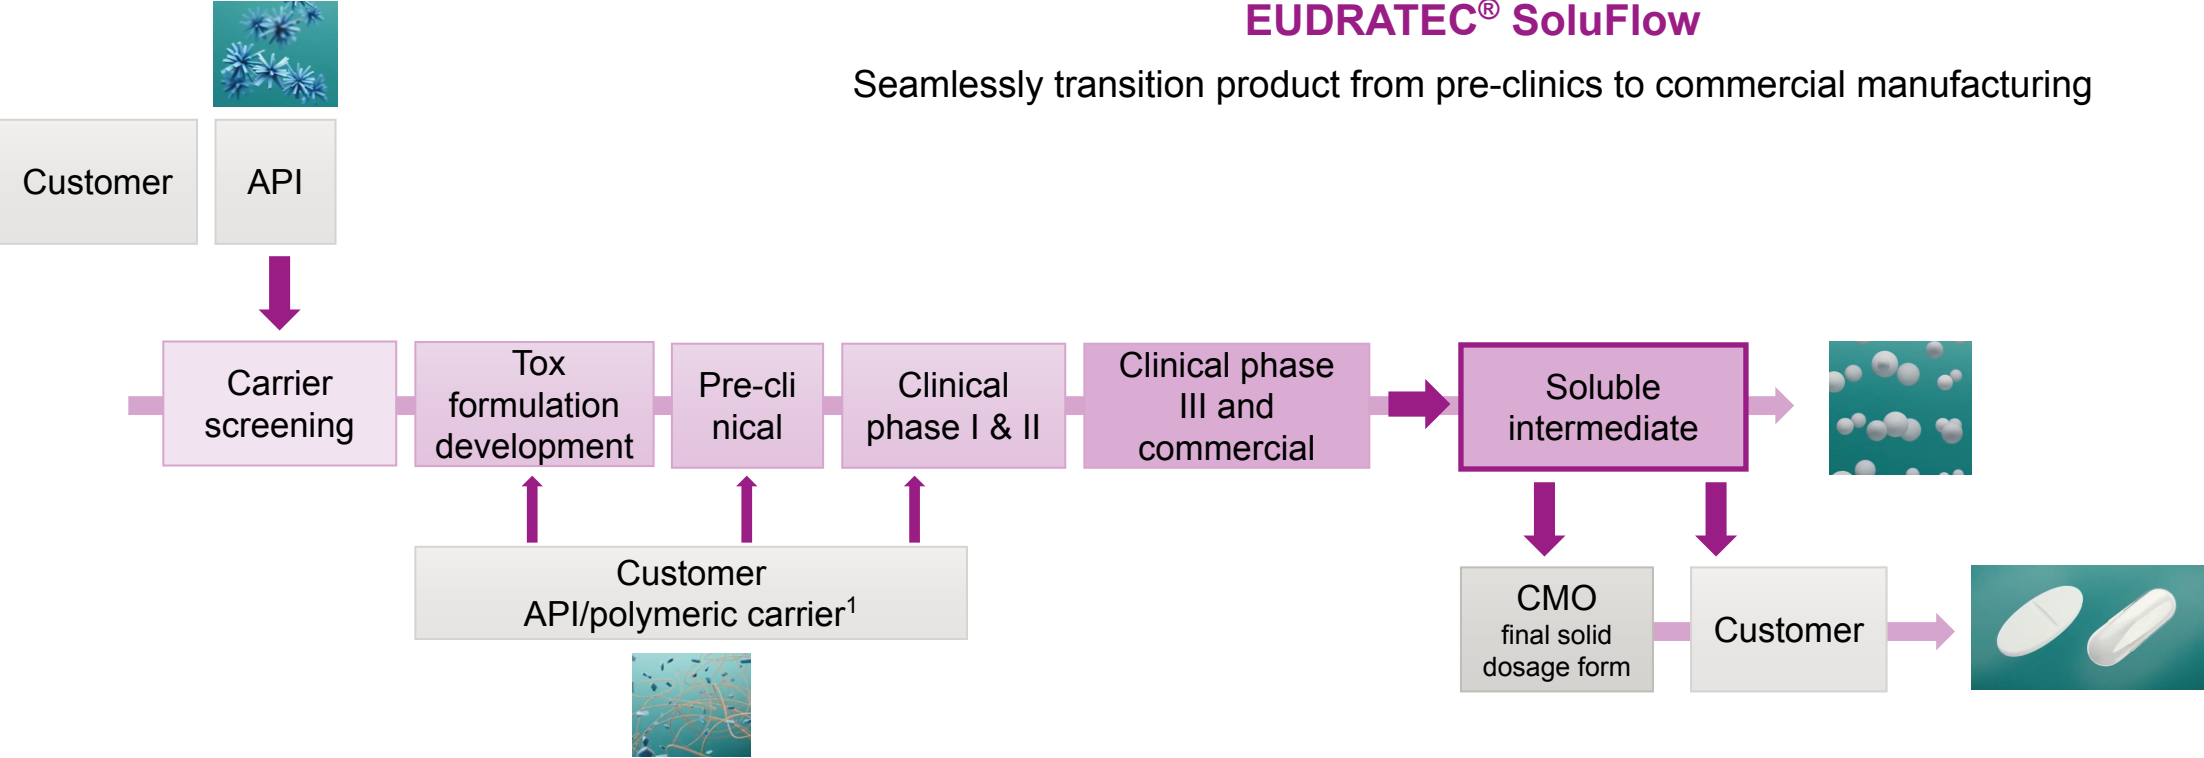 EUDRATEC® SoluFlow
Seamlessly transition product from pre-clinics to commercial manufacturing
Customer
API
Carrier
screening
Tox
formulation
development
Pre-cli
nical
Clinical
phase I & II
Clinical phase
III and
commercial
Soluble
intermediate
Customer
API/polymeric carrier¹
CMO
final solid
dosage form
Customer